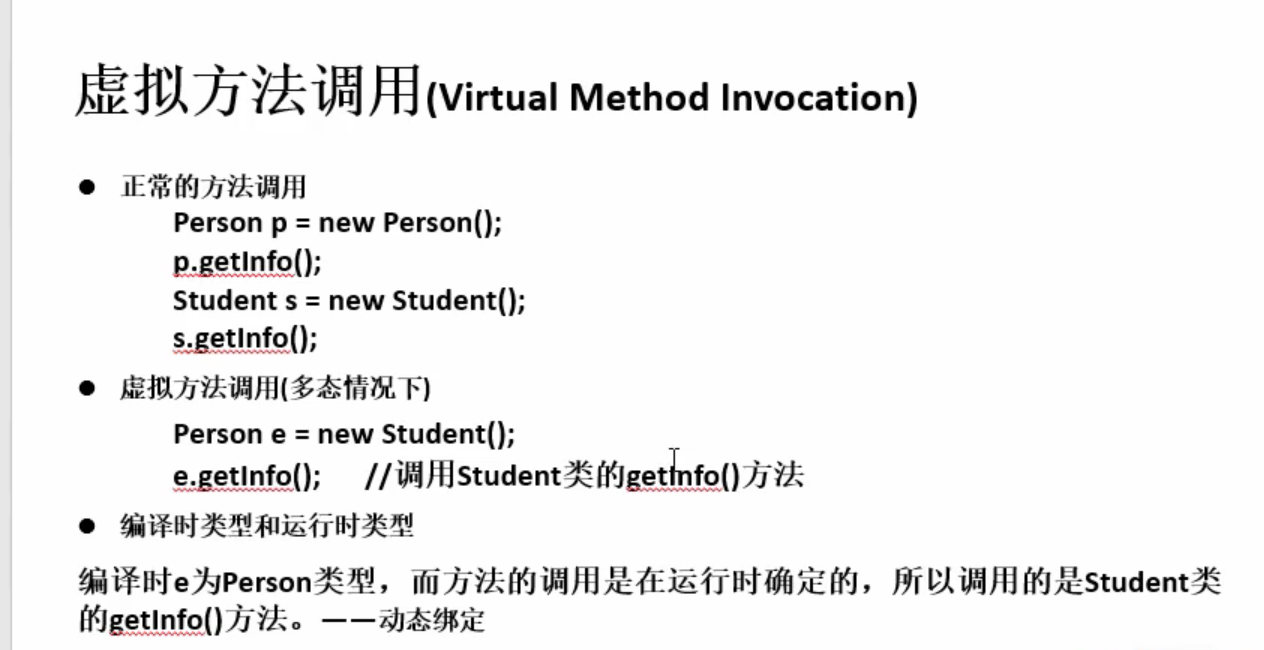 虚拟方法调用(Virtual Method Invocation)
● 正常的方法调用
Person p = new Person();
p.getInfo();
Student s = new Student();
s.getInfo();
● 虚拟方法调用(多态情况下)
Person e = new Student();
e.getInfo(); //调用Student类的getInfo()方法
● 编译时类型和运行时类型
编译时e为Person类型，而方法的调用是在运行时确定的，所以调用的是Student类
的getInfo()方法。——动态绑定